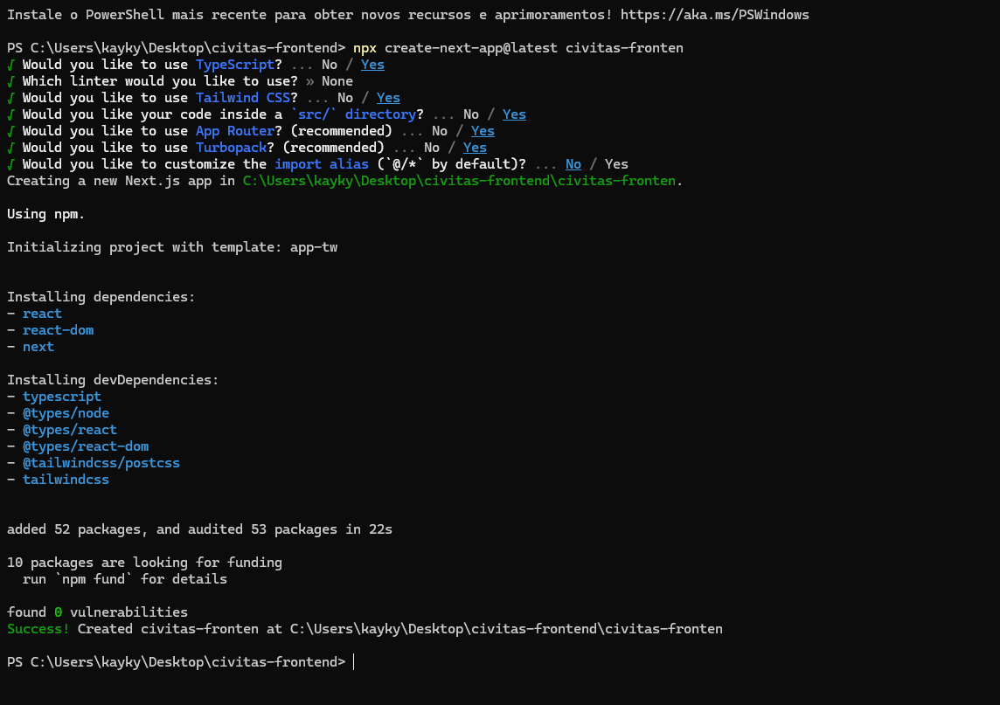 Instale o PowerShell mais recente para obter novos recursos e aprimoramentos! https://aka.ms/PSWindows
PS C:\Users\kayky\Desktop\civitas-frontend> npx create-next-app@latest civitas-fronten
√ Would you like to use TypeScript? ... No / Yes
√ Which linter would you like to use? » None
√ Would you like to use Tailwind CSS? ... No / Yes
√ Would you like your code inside a `src/` directory? ... No / Yes
√ Would you like to use App Router? (recommended) ... No / Yes
√ Would you like to use Turbopack? (recommended) ... No / Yes
√ Would you like to customize the import alias (`@/*` by default)? ... No / Yes
Creating a new Next.js app in C:\Users\kayky\Desktop\civitas-frontend\civitas-fronten.
Using npm.
Initializing project with template: app-tw
Installing dependencies:
- react
- react-dom
- next
Installing devDependencies:
- typescript
- @types/node
- @types/react
- @types/react-dom
- @tailwindcss/postcss
- tailwindcss
added 52 packages, and audited 53 packages in 22s
10 packages are looking for funding
  run `npm fund` for details
found 0 vulnerabilities
Success! Created civitas-fronten at C:\Users\kayky\Desktop\civitas-frontend\civitas-fronten
PS C:\Users\kayky\Desktop\civitas-frontend>